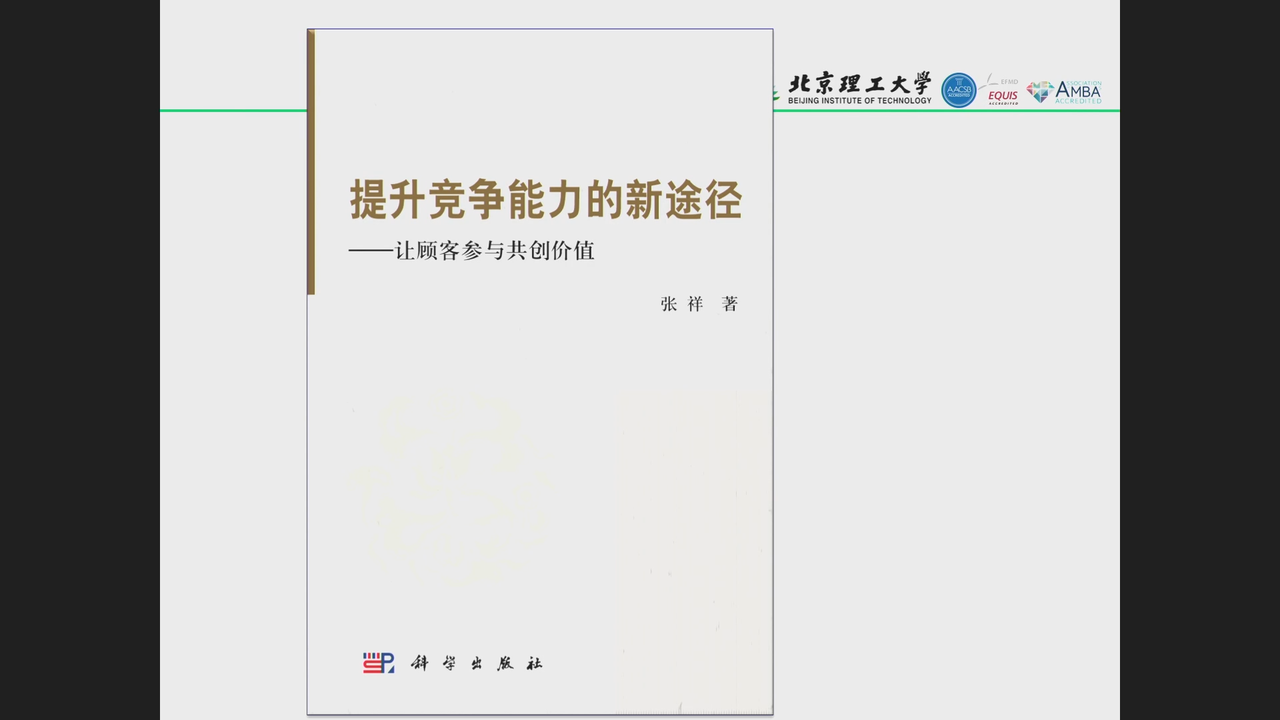 北京理工大学
BEIJING INSTITUTE OF TECHNOLOGY
AACSB
ACCREDITED
EFMD
EQUIS
ACCREDITED
ASSOCIATION
AMBA
ACCREDITED
提升竞争能力的新途径
——让顾客参与共创价值
张 祥 著
科学出版社